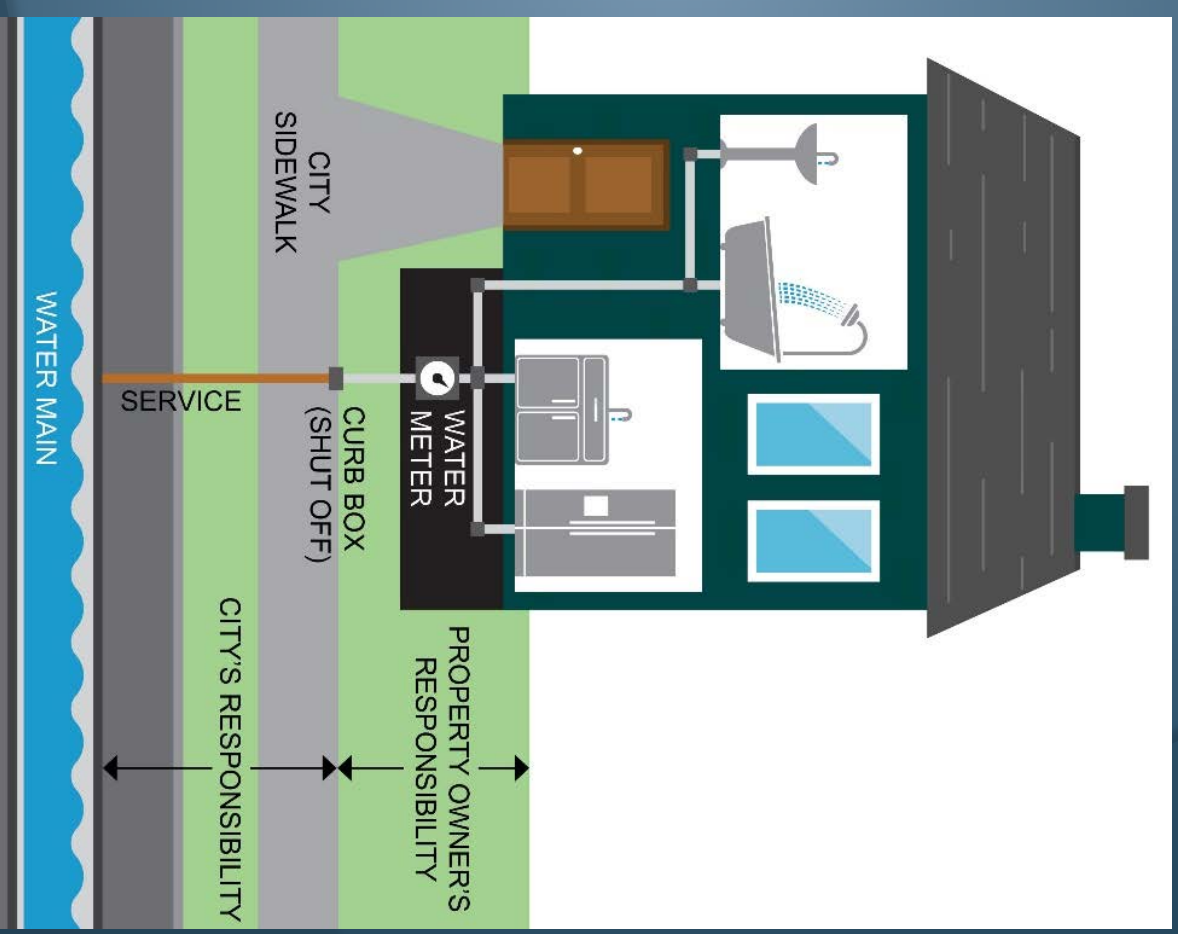 PROPERTY OWNER'S
RESPONSIBILITY
WATER
METER
CURB BOX
(SHUT OFF)
CITY
SIDEWALK
CITY'S RESPONSIBILITY
SERVICE
WATER MAIN